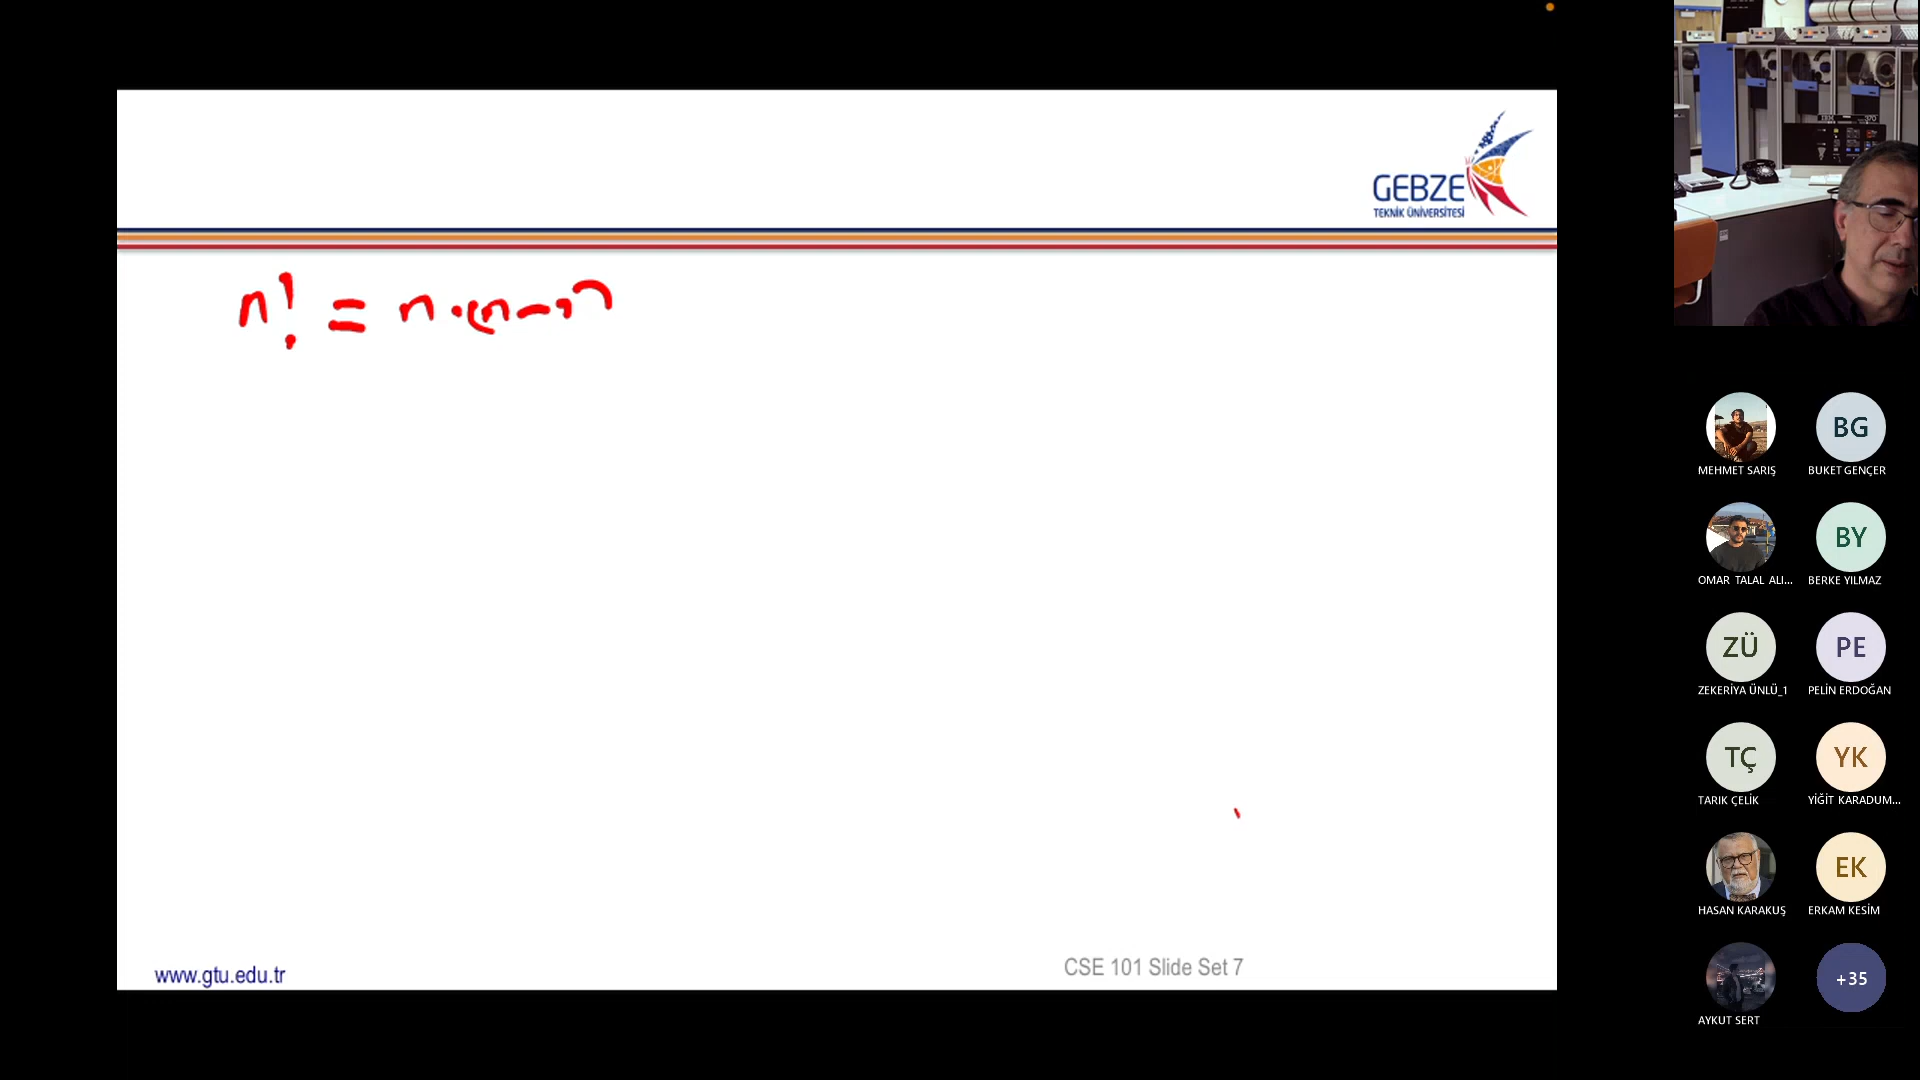 GEBZE
TEKNİK ÜNİVERSİTESİ
n! = n.(n-1)
www.gtu.edu.tr
CSE 101 Slide Set 7
MEHMET SARIŞ
BG
BUKET GENÇER
OMAR TALAL ALI...
BY
BERKE YILMAZ
ZÜ
ZEKERİYA ÜNLÜ_1
PE
PELİN ERDOĞAN
TÇ
TARIK ÇELİK
YK
YİĞİT KARADUM...
HASAN KARAKUŞ
EK
ERKAM KESİM
AYKUT SERT
+35